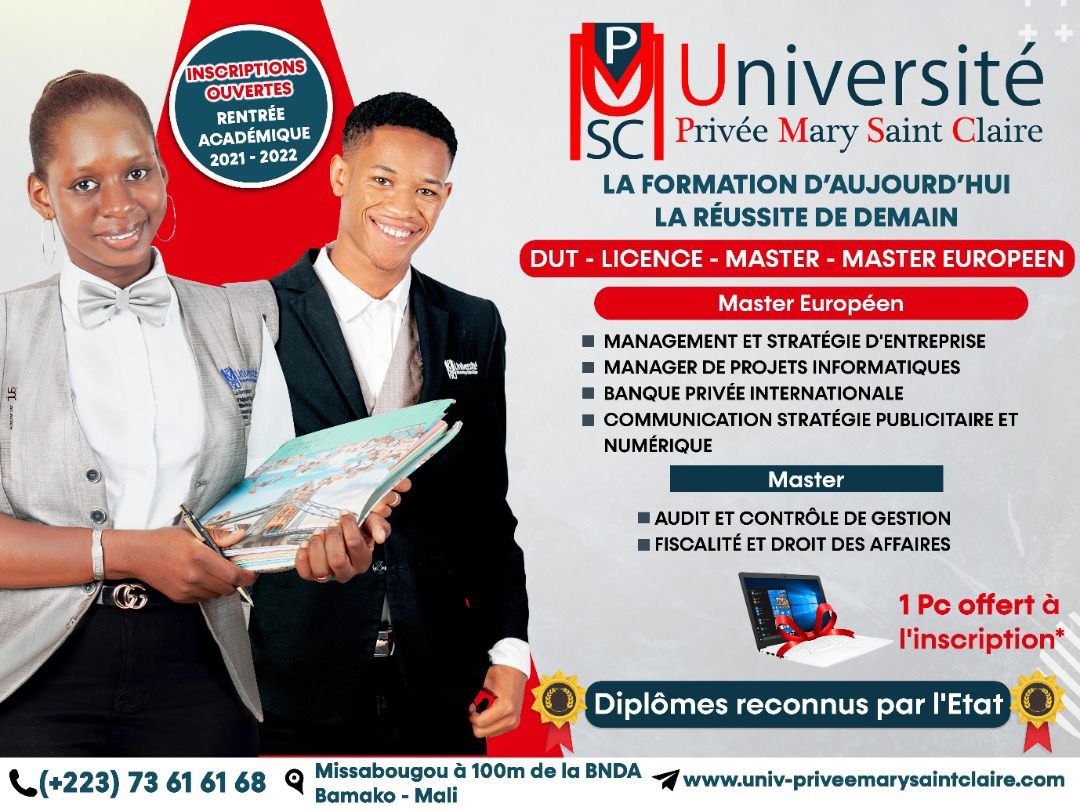 INSCRIPTIONS
OUVERTES
RENTRÉE
ACADÉMIQUE
2021 - 2022
P
M
SC
Université
Privée Mary Saint Claire
LA FORMATION D'AUJOURD'HUI
LA RÉUSSITE DE DEMAIN
DUT - LICENCE - MASTER - MASTER EUROPEEN
Master Européen
MANAGEMENT ET STRATÉGIE D'ENTREPRISE
MANAGER DE PROJETS INFORMATIQUES
BANQUE PRIVÉE INTERNATIONALE
COMMUNICATION STRATÉGIE PUBLICITAIRE ET
NUMÉRIQUE
Master
AUDIT ET CONTRÔLE DE GESTION
FISCALITÉ ET DROIT DES AFFAIRES
1 Pc offert à
l'inscription*
Diplômes reconnus par l'Etat
Université
Université
(+223) 73 61 61 68
Missabougou à 100m de la BNDA
Bamako - Mali
www.univ-priveemarysaintclaire.com